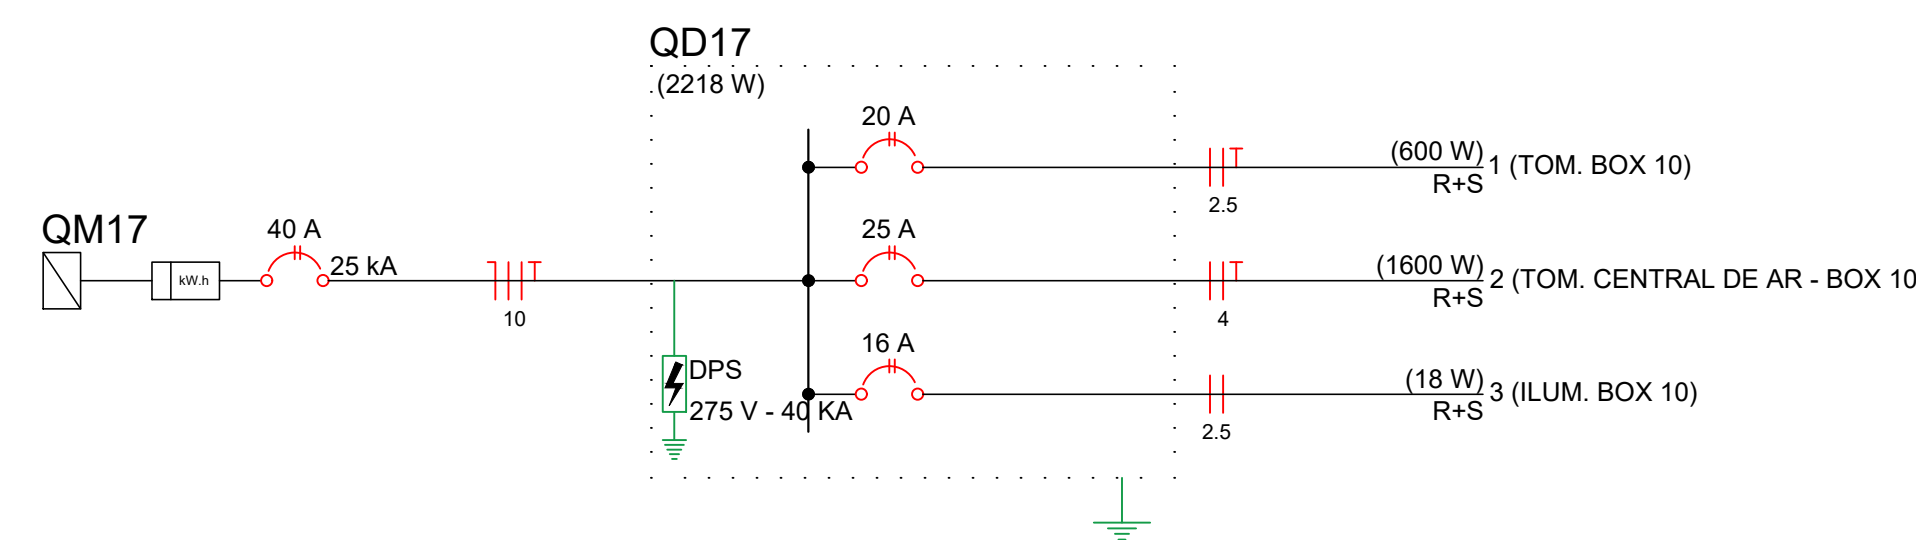 QD17
(2218 W)
20 A
(600 W) 1 (TOM. BOX 10)
R+S
2.5
QM17
40 A
25 kA
kW.h
10
25 A
(1600 W) 2 (TOM. CENTRAL DE AR - BOX 10
R+S
4
DPS
275 V - 40 KA
16 A
(18 W) 3 (ILUM. BOX 10)
R+S
2.5